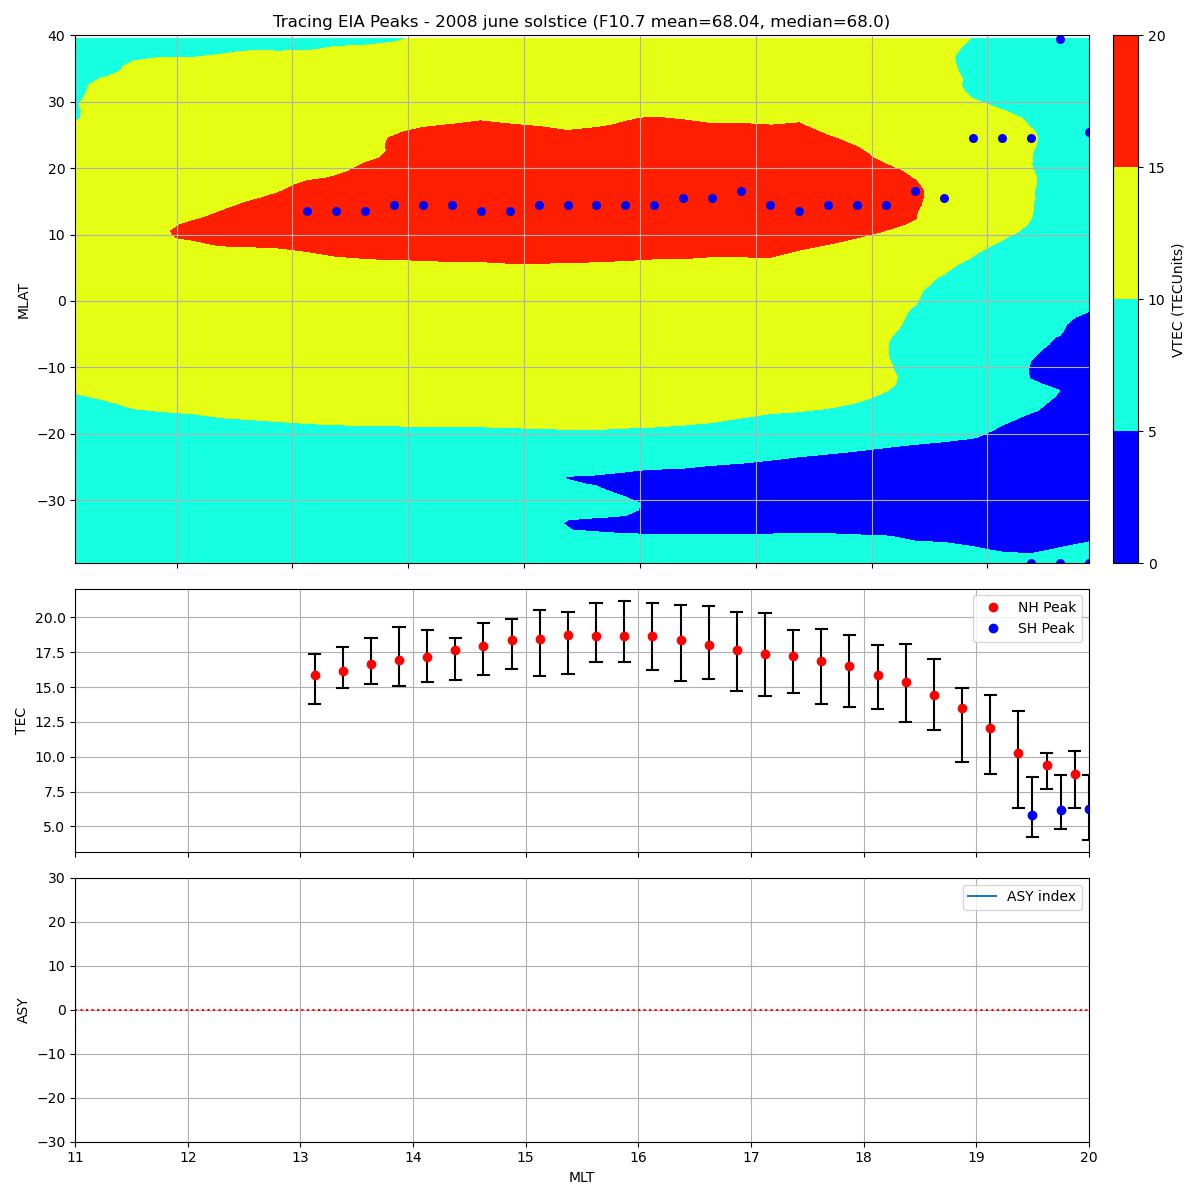 Tracing EIA Peaks - 2008 june solstice (F10.7 mean=68.04, median=68.0)
40
30
20
10
0
−10
−20
−30
MLAT
20
15
10
5
0
VTEC (TECUnits)
20.0
17.5
15.0
12.5
10.0
7.5
5.0
TEC
NH Peak
SH Peak
30
20
10
0
−10
−20
−30
ASY
ASY index
11 12 13 14 15 16 17 18 19 20
MLT